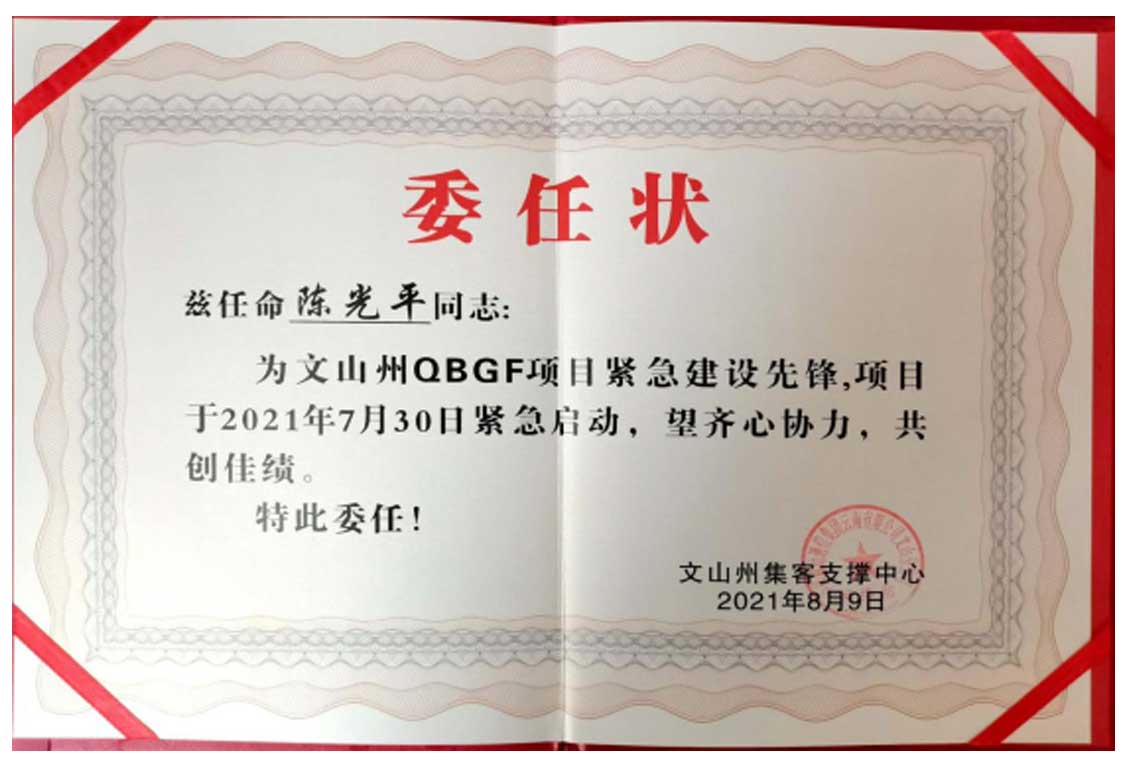 委任状
兹任命陈光平同志:
为文山州QBGF项目紧急建设先锋,项目
于2021年7月30日紧急启动，望齐心协力，共
创佳绩。
特此委任!
文山州集客支撑中心
2021年8月9日